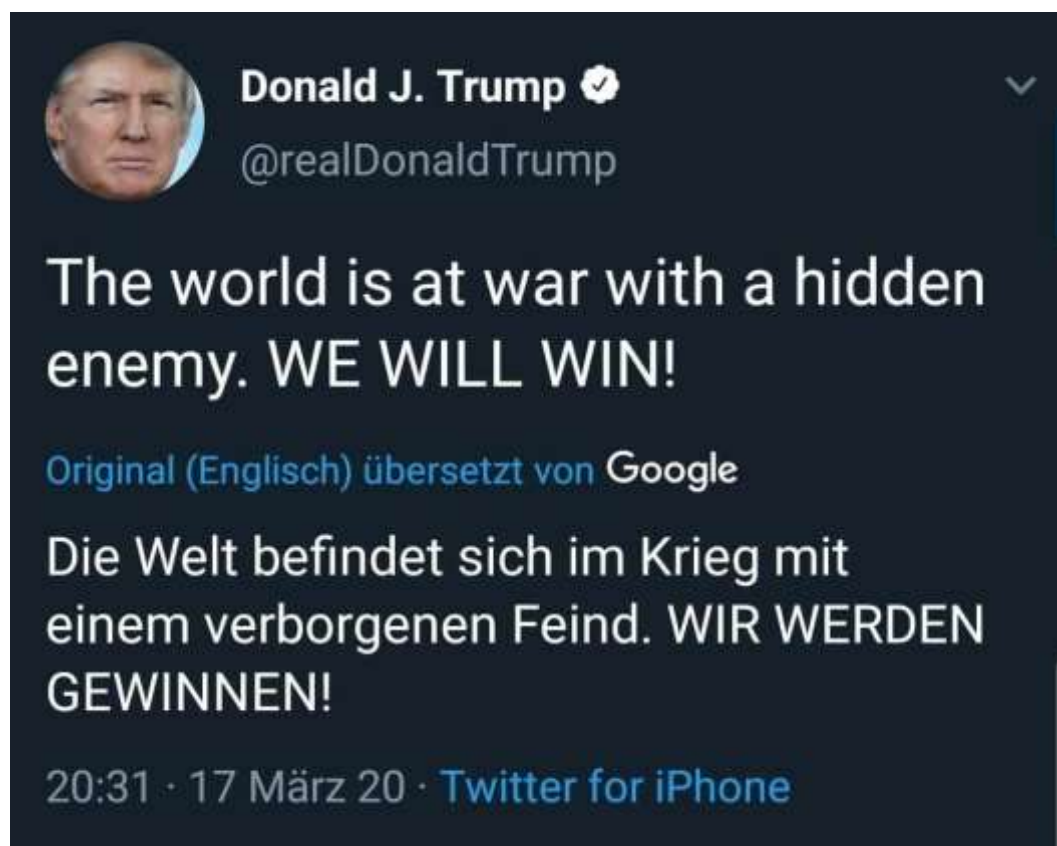 Donald J. Trump
@realDonaldTrump
The world is at war with a hidden
enemy. WE WILL WIN!
Original (Englisch) übersetzt von Google
Die Welt befindet sich im Krieg mit
einem verborgenen Feind. WIR WERDEN
GEWINNEN!
20:31 · 17 März 20 · Twitter for iPhone